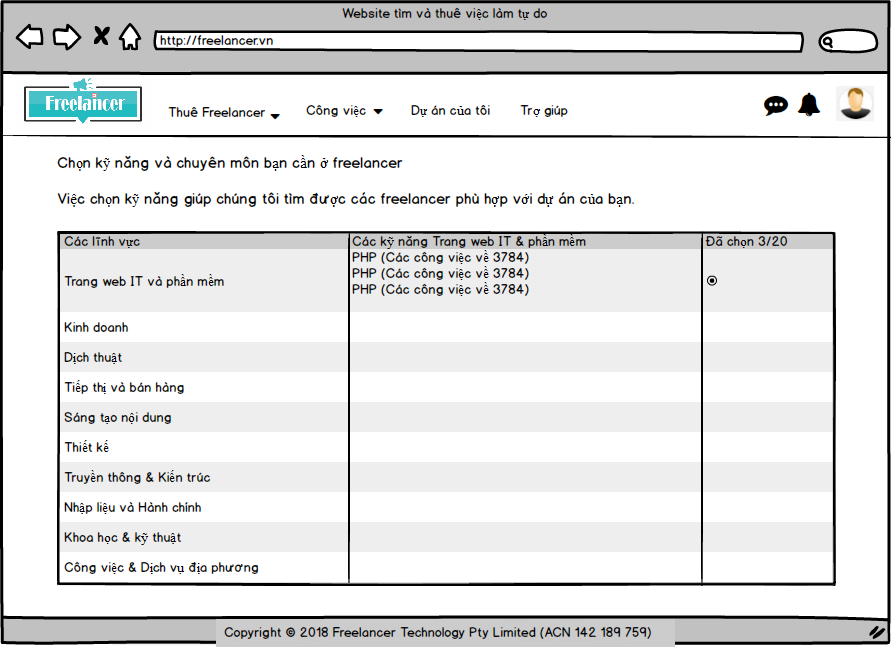 Website tìm và thuê việc làm tự do
http://freelancer.vn
Freelancer
Thuê Freelancer
Công việc
Dự án của tôi
Trợ giúp
Chọn kỹ năng và chuyên môn bạn cần ở freelancer
Việc chọn kỹ năng giúp chúng tôi tìm được các freelancer phù hợp với dự án của bạn.
Các lĩnh vực
Các kỹ năng Trang web IT & phần mềm
Đã chọn 3/20
Trang web IT và phần mềm
PHP (Các công việc về 3784)
PHP (Các công việc về 3784)
PHP (Các công việc về 3784)
Kinh doanh
Dịch thuật
Tiếp thị và bán hàng
Sáng tạo nội dung
Thiết kế
Truyền thông & Kiến trúc
Nhập liệu và Hành chính
Khoa học & kỹ thuật
Công việc & Dịch vụ địa phương
Copyright © 2018 Freelancer Technology Pty Limited (ACN 142 189 759)